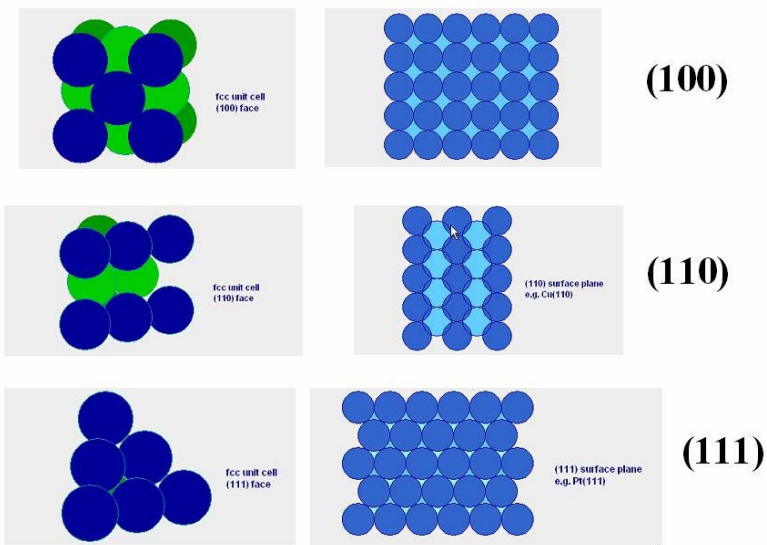 fcc unit cell
(100) face
(100)
fcc unit cell
(110) face
(110) surface plane
e.g. Cu(110)
(110)
fcc unit cell
(111) face
(111) surface plane
e.g. Pt(111)
(111)